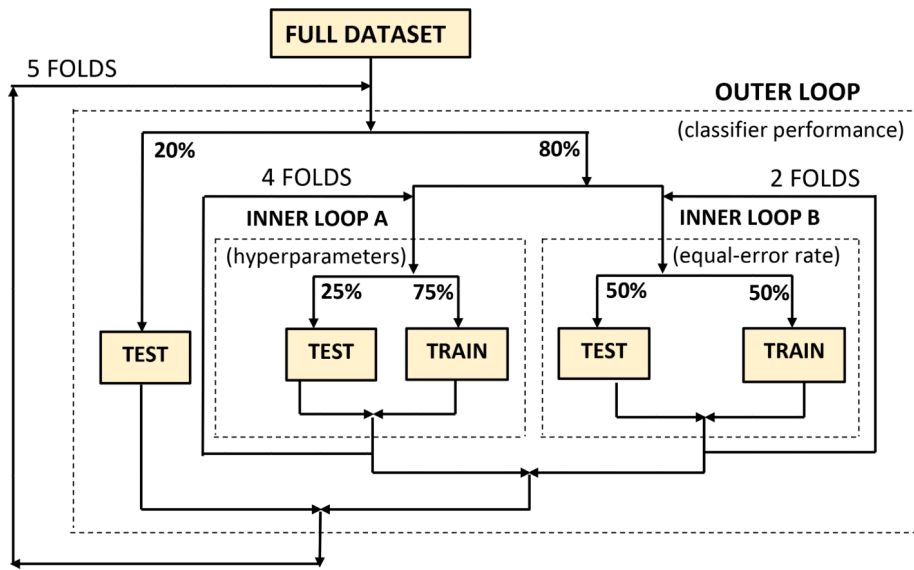 FULL DATASET
5 FOLDS
OUTER LOOP
(classifier performance)
20%
80%
4 FOLDS
2 FOLDS
INNER LOOP A
INNER LOOP B
(hyperparameters)
(equal-error rate)
25%
75%
50%
50%
TEST
TEST
TRAIN
TEST
TRAIN